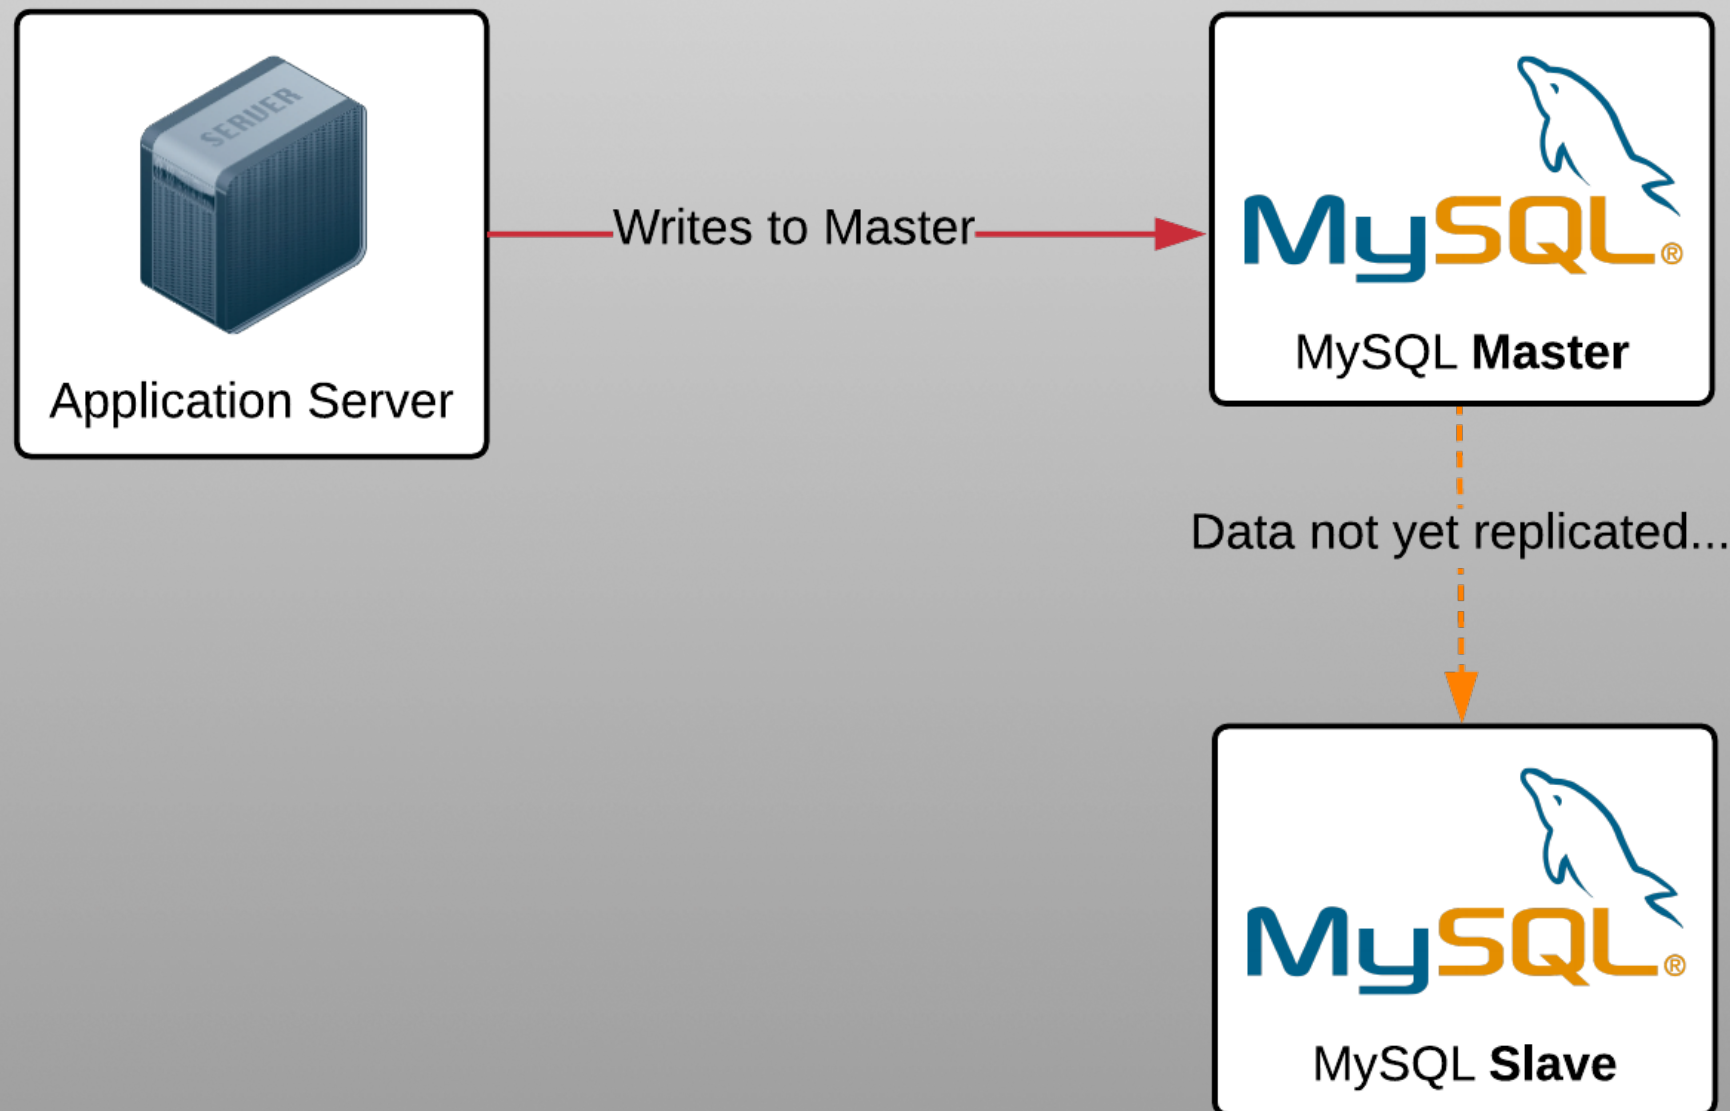 SERVER
Application Server
Writes to Master
MySQL®
MySQL Master
Data not yet replicated...
MySQL®
MySQL Slave